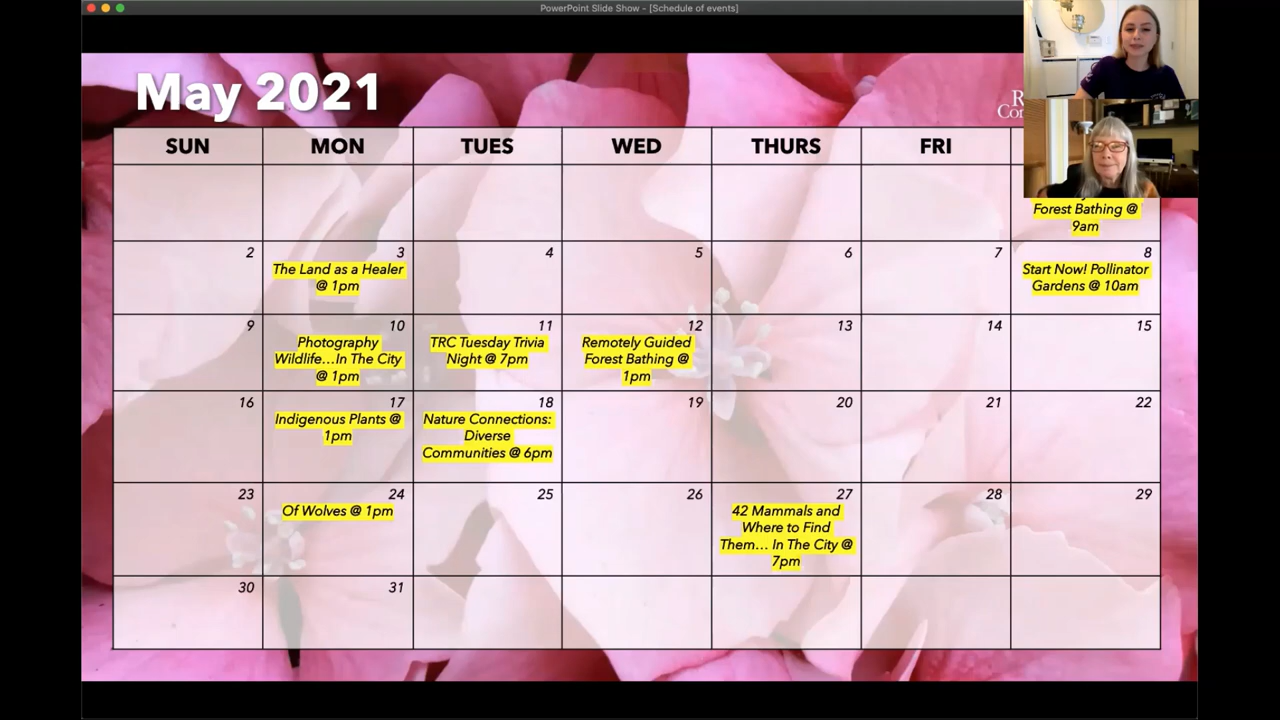 PowerPoint Slide Show - [Schedule of events]
May 2021
SUN MON TUES WED THURS FRI
Forest Bathing @
9am
2 3 4 5 6 7 8
The Land as a Healer
@ 1pm
Start Now! Pollinator
Gardens @ 10am
9 10 11 12 13 14 15
Photography
Wildlife...In The City
@ 1pm
TRC Tuesday Trivia
Night @ 7pm
Remotely Guided
Forest Bathing @
1pm
16 17 18 19 20 21 22
Indigenous Plants @
1pm
Nature Connections:
Diverse
Communities @ 6pm
23 24 25 26 27 28 29
Of Wolves @ 1pm
42 Mammals and
Where to Find
Them... In The City @
7pm
30 31